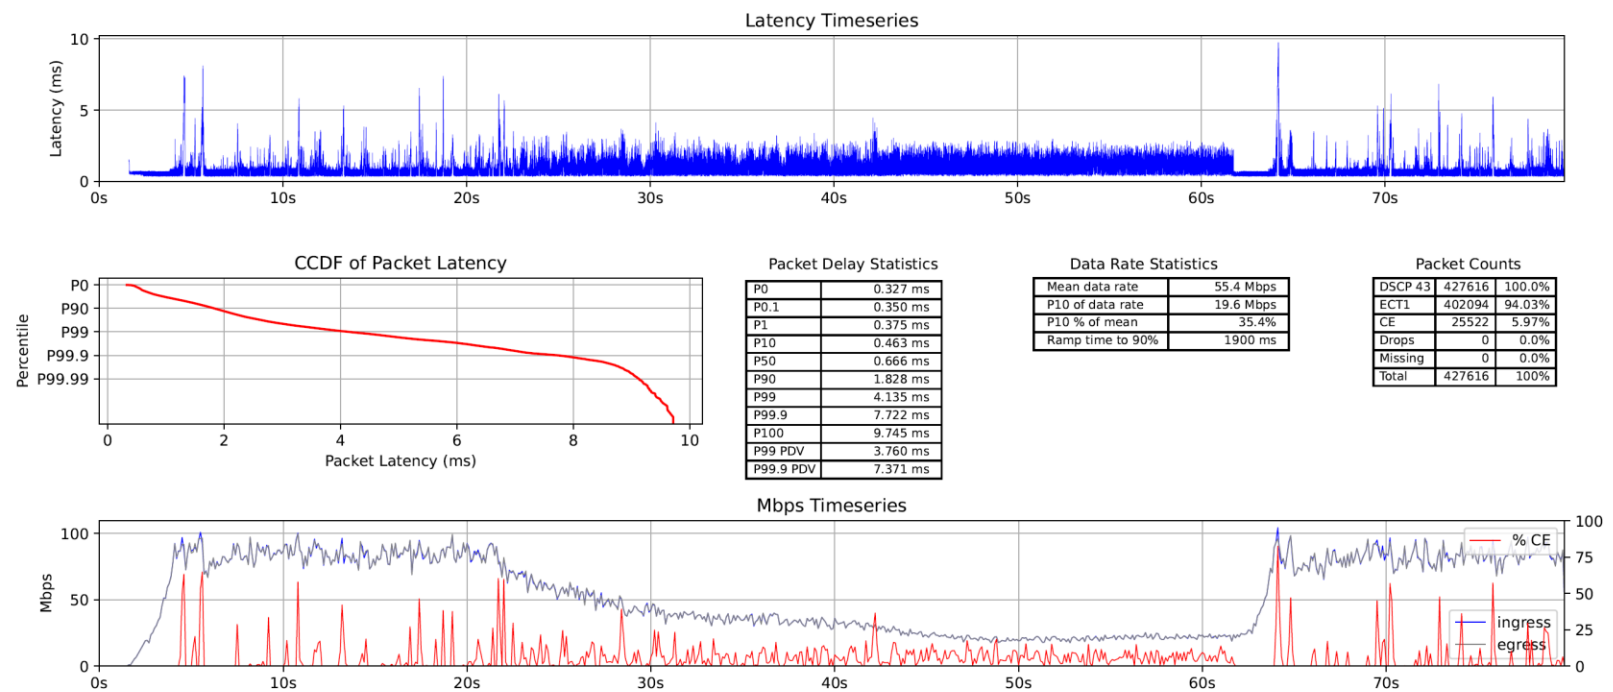 Latency Timeseries
Latency (ms)
10
5
0
0s 10s 20s 30s 40s 50s 60s 70s
CCDF of Packet Latency
Percentile
P0
P90
P99
P99.9
P99.99
0 2 4 6 8 10
Packet Latency (ms)
Packet Delay Statistics
P0 0.327 ms
P0.1 0.350 ms
P1 0.375 ms
P10 0.463 ms
P50 0.666 ms
P90 1.828 ms
P99 4.135 ms
P99.9 7.722 ms
P100 9.745 ms
P99 PDV 3.760 ms
P99.9 PDV 7.371 ms
Data Rate Statistics
Mean data rate 55.4 Mbps
P10 of data rate 19.6 Mbps
P10 % of mean 35.4%
Ramp time to 90% 1900 ms
Packet Counts
DSCP 43 427616 100.0%
ECT1 402094 94.03%
CE 25522 5.97%
Drops 0 0.0%
Missing 0 0.0%
Total 427616 100%
Mbps Timeseries
Mbps
100
50
0
100
75
50
25
0
% CE
ingress
egress
0s 10s 20s 30s 40s 50s 60s 70s